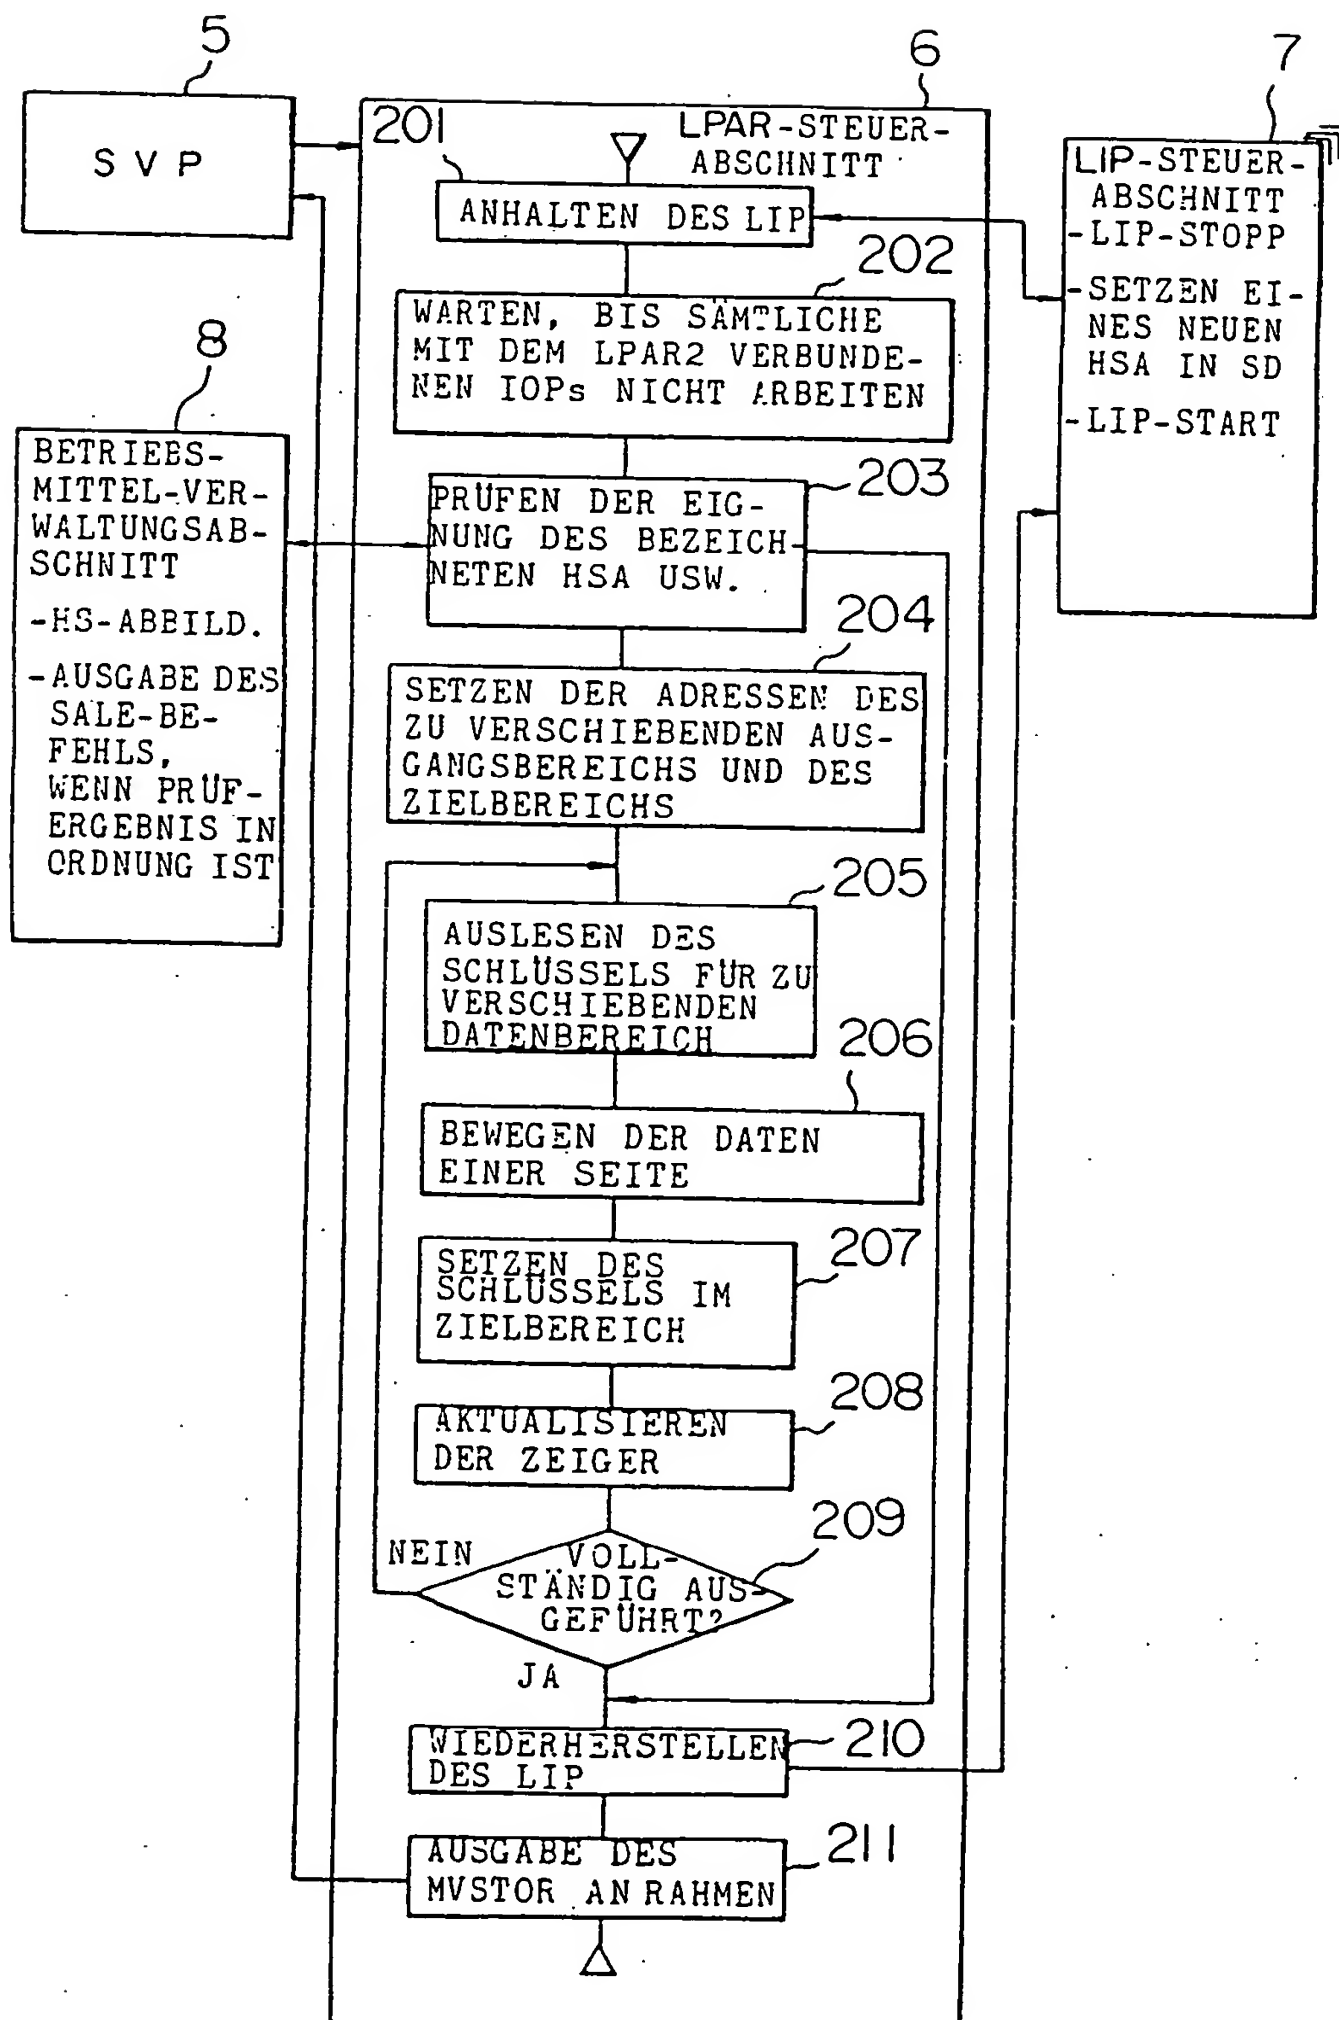 5
SVP
6
LPAR-STEUER-
ABSCHNITT
201
ANHALTEN DES LIP
202
WARTEN, BIS SÄMTLICHE
MIT DEM LPAR2 VERBUNDE-
NEN IOPs NICHT ARBEITEN
203
PRÜFEN DER EIG-
NUNG DES BEZEICH-
NETEN HSA USW.
204
SETZEN DER ADRESSEN DES
ZU VERSCHIEBENDEN AUS-
GANGSBEREICHS UND DES
ZIELBEREICHS
205
AUSLESEN DES
SCHLÜSSELS FÜR ZU
VERSCHIEBENDEN
DATENBEREICH
206
BEWEGEN DER DATEN
EINER SEITE
207
SETZEN DES
SCHLÜSSELS IM
ZIELBEREICH
208
AKTUALISIEREN
DER ZEIGER
209
NEIN
VOLL-
STÄNDIG AUS-
GEFÜHRT?
JA
210
WIEDERHERSTELLEN
DES LIP
211
AUSGABE DES
MVSTOR AN RAHMEN
7
LIP-STEUER-
ABSCHNITT
-LIP-STOPP
-SETZEN EI-
NES NEUEN
HSA IN SD
-LIP-START
8
BETRIEBS-
MITTEL-VER-
WALTUNGSAB-
SCHNITT
-HS-ABBILD.
-AUSGABE DES
SALE-BE-
FEHLS,
WENN PRÜF-
ERGEBNIS IN
ORDNUNG IST